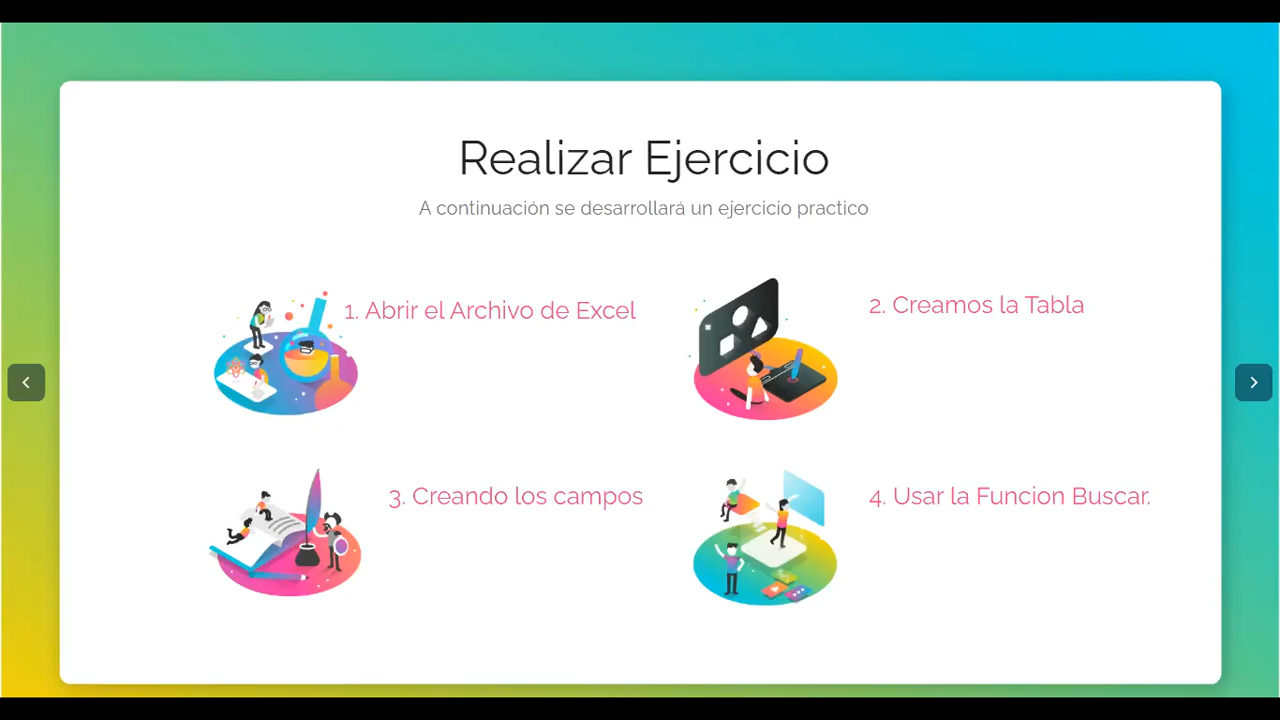 Realizar Ejercicio
A continuación se desarrollará un ejercicio practico
1. Abrir el Archivo de Excel
2. Creamos la Tabla
3. Creando los campos
4. Usar la Funcion Buscar.